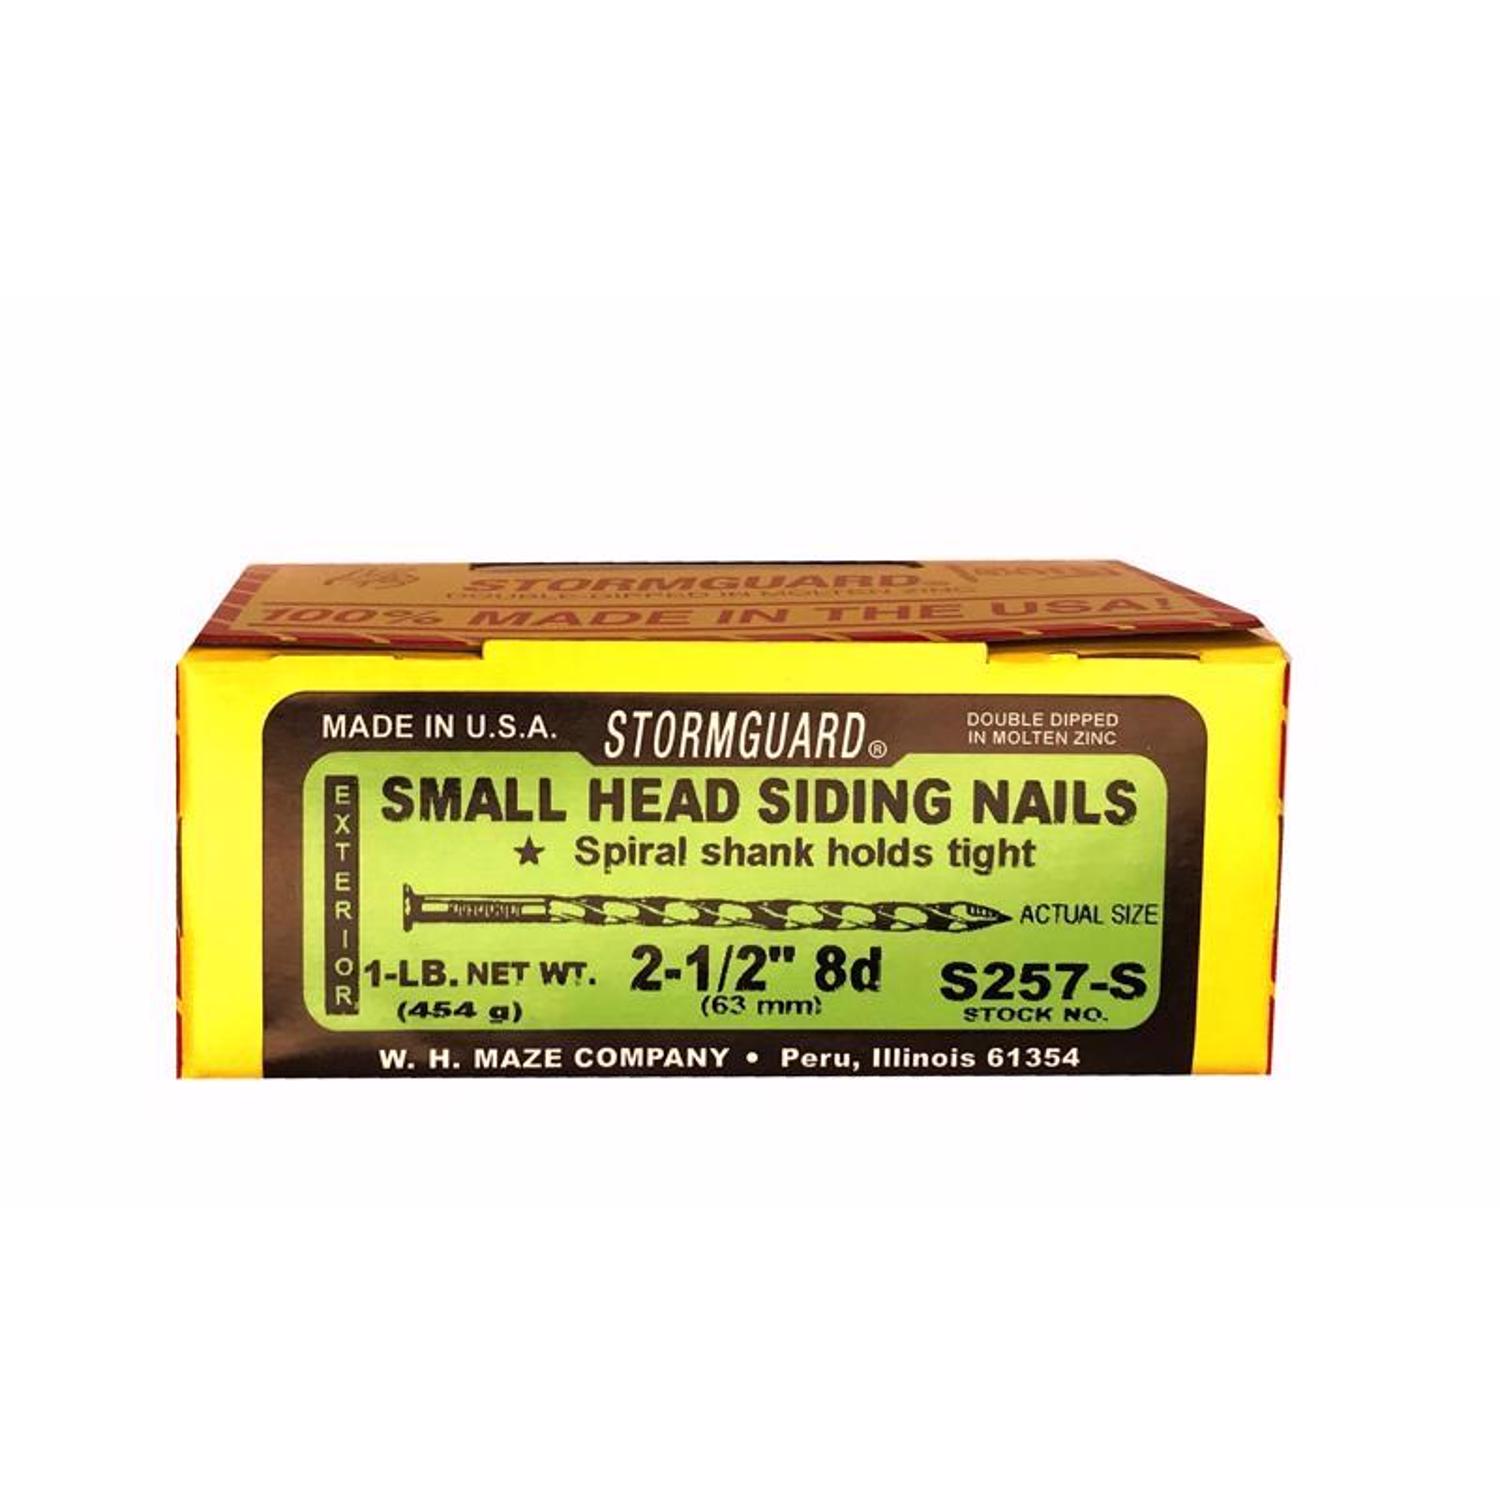 STORMGUARD®
DOUBLE DIPPED IN MOLTEN ZINC
100% MADE IN THE USA!
MADE IN U.S.A. STORMGUARD® DOUBLE DIPPED
IN MOLTEN ZINC
EXTERIOR
SMALL HEAD SIDING NAILS
★ Spiral shank holds tight
ACTUAL SIZE
1-LB. NET WT. 2-1/2" 8d S257-S
(454 g) (63 mm) STOCK NO.
W. H. MAZE COMPANY • Peru, Illinois 61354